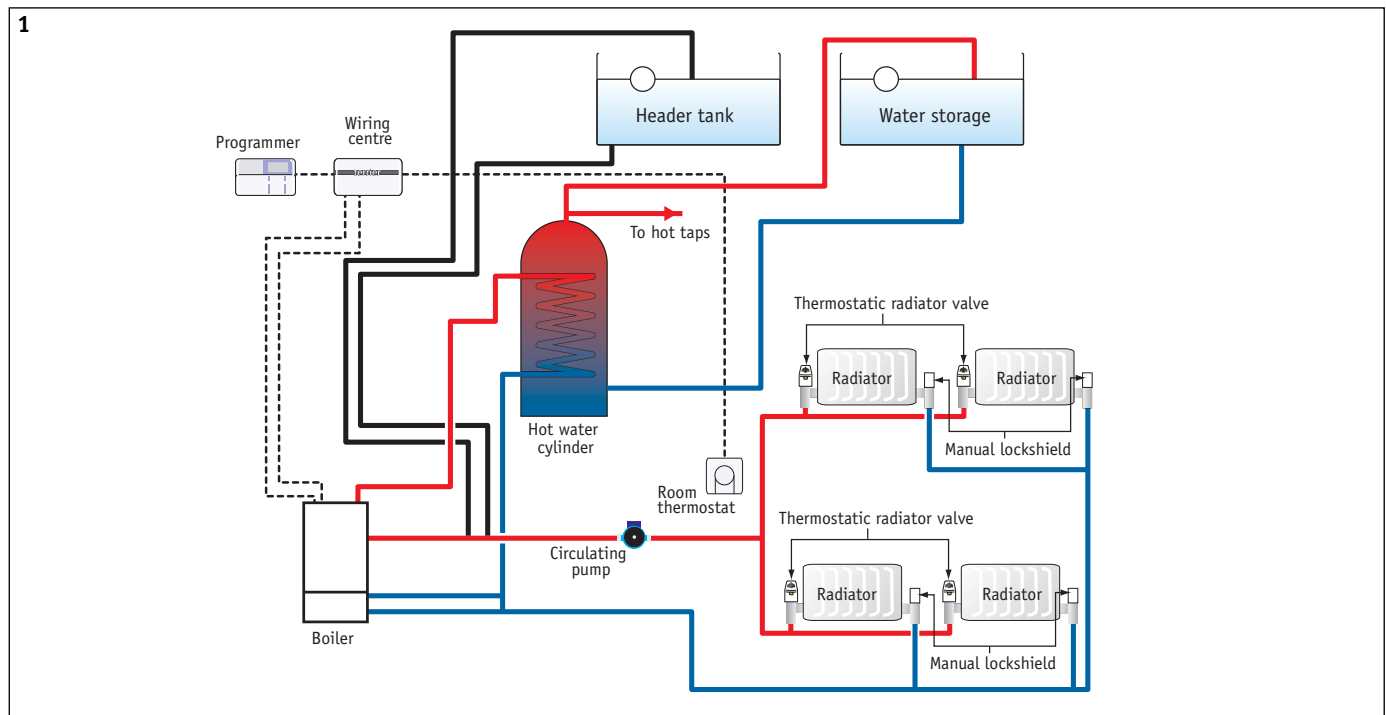 1
Header tank
Water storage
Wiring
centre
Programmer
terrier
To hot taps
Thermostatic radiator valve
Radiator
Radiator
Hot water
cylinder
Manual lockshield
Room
thermostat
Thermostatic radiator valve
Circulating
pump
Radiator
Radiator
Boiler
Manual lockshield